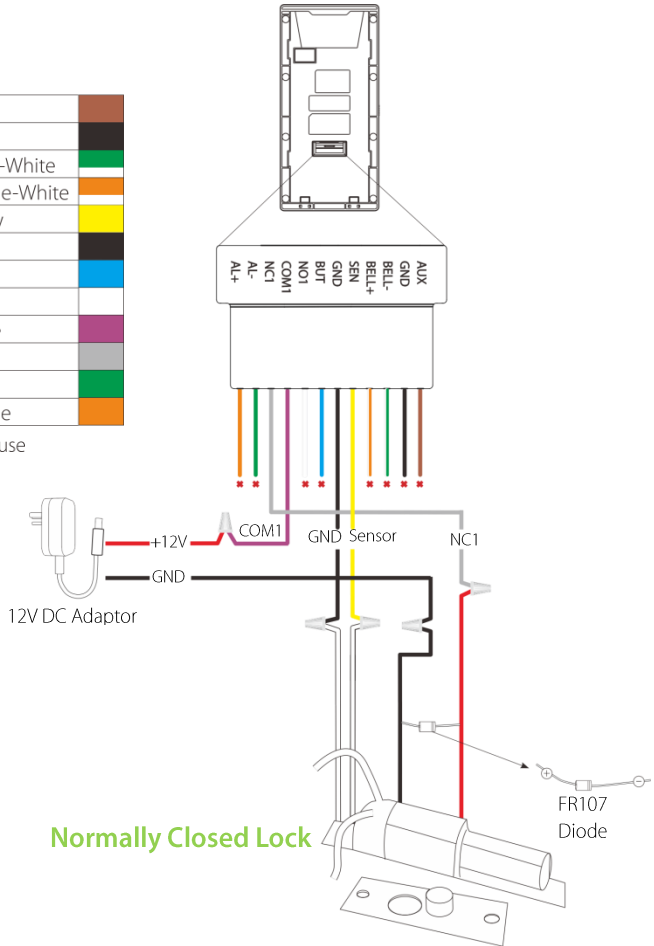 -White
e-White
y
s
e
use
AL+
AL-
NC1
COM1
NO1
BUT
GND
SEN
BELL+
BELL-
GND
AUX
+12V
COM1
GND Sensor
NC1
GND
12V DC Adaptor
+
−
FR107
Diode
Normally Closed Lock